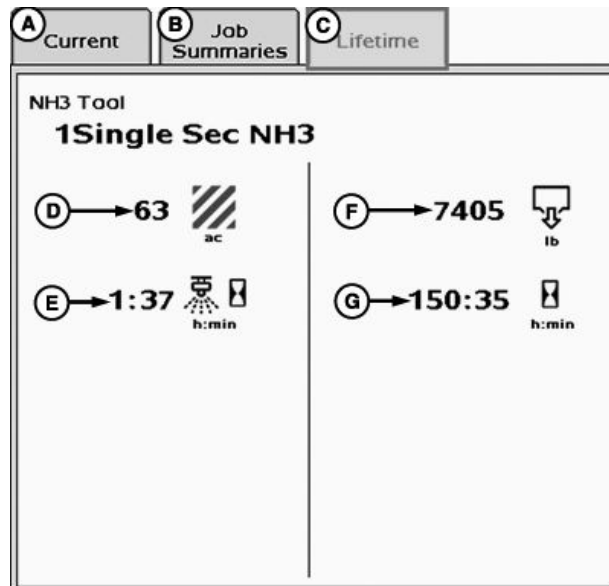 A Current
B Job Summaries
C Lifetime
NH3 Tool
1Single Sec NH3
D 63 ac
F 7405 lb
E 1:37 h:min
G 150:35 h:min